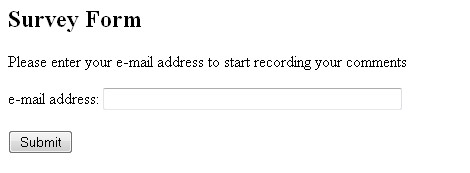 Survey Form
Please enter your e-mail address to start recording your comments
e-mail address:
Submit